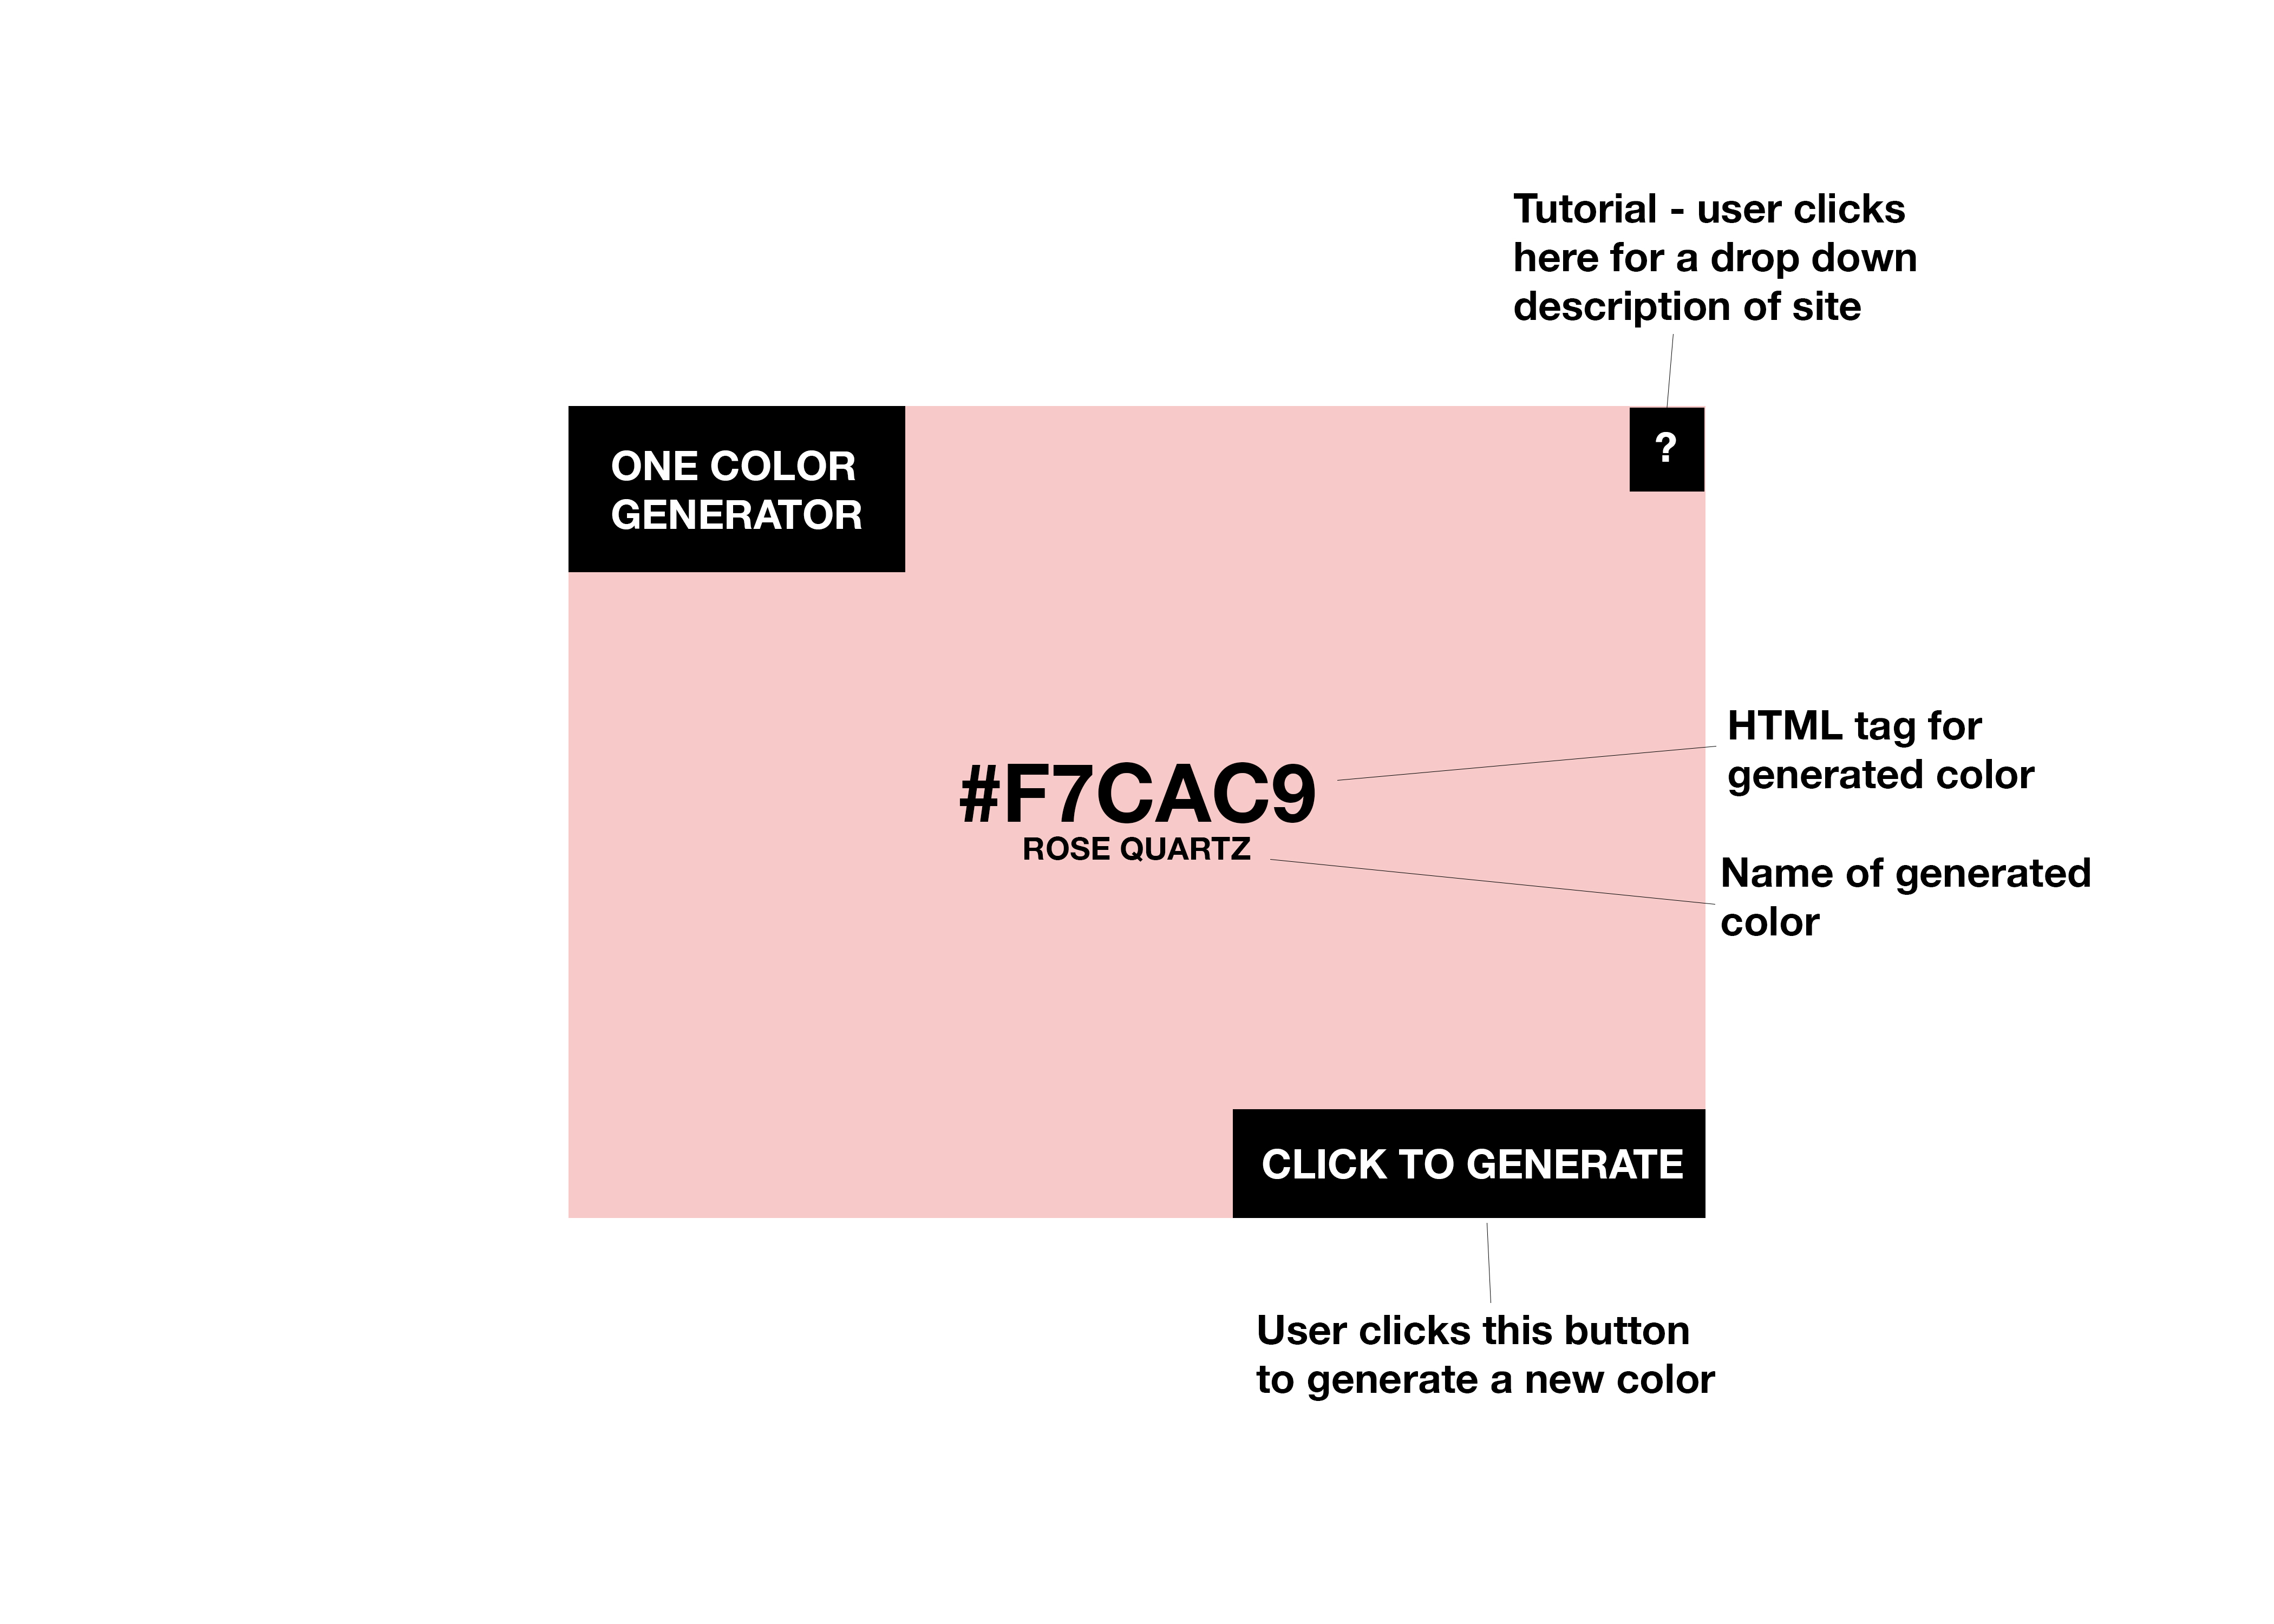 Tutorial - user clicks
here for a drop down
description of site
ONE COLOR
GENERATOR
?
#F7CAC9
ROSE QUARTZ
HTML tag for
generated color
Name of generated
color
CLICK TO GENERATE
User clicks this button
to generate a new color